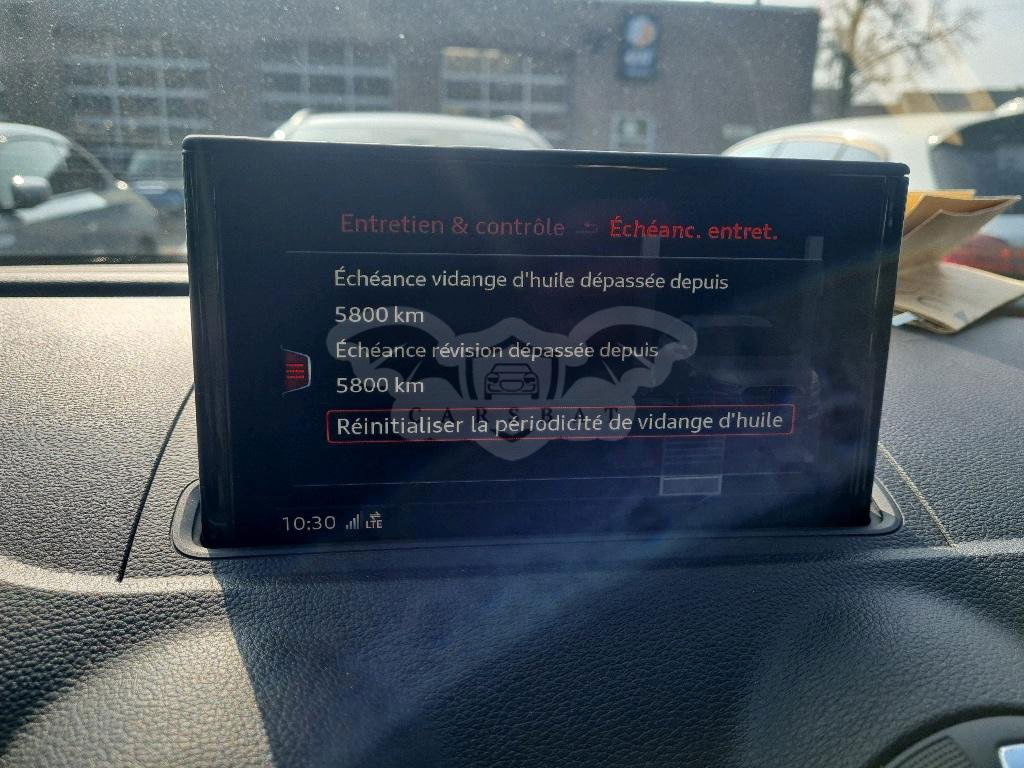 Entretien & contrôle Échéanc. entret.
Échéance vidange d'huile dépassée depuis
5800 km
Échéance révision dépassée depuis
5800 km
CARSBAT
Réinitialiser la périodicité de vidange d'huile
10:30 LTE